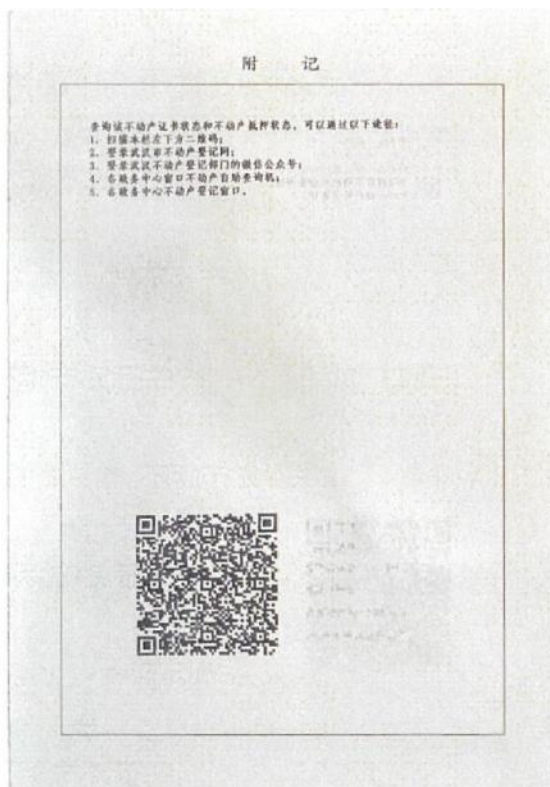 附 记
查询该不动产证书状态和不动产抵押状态，可以通过以下途径：
1. 扫描本栏左下方二维码；
2. 登录武汉市不动产登记网；
3. 登录武汉不动产登记部门的微信公众号；
4. 各政务中心窗口不动产自助查询机；
5. 各政务中心不动产登记窗口。